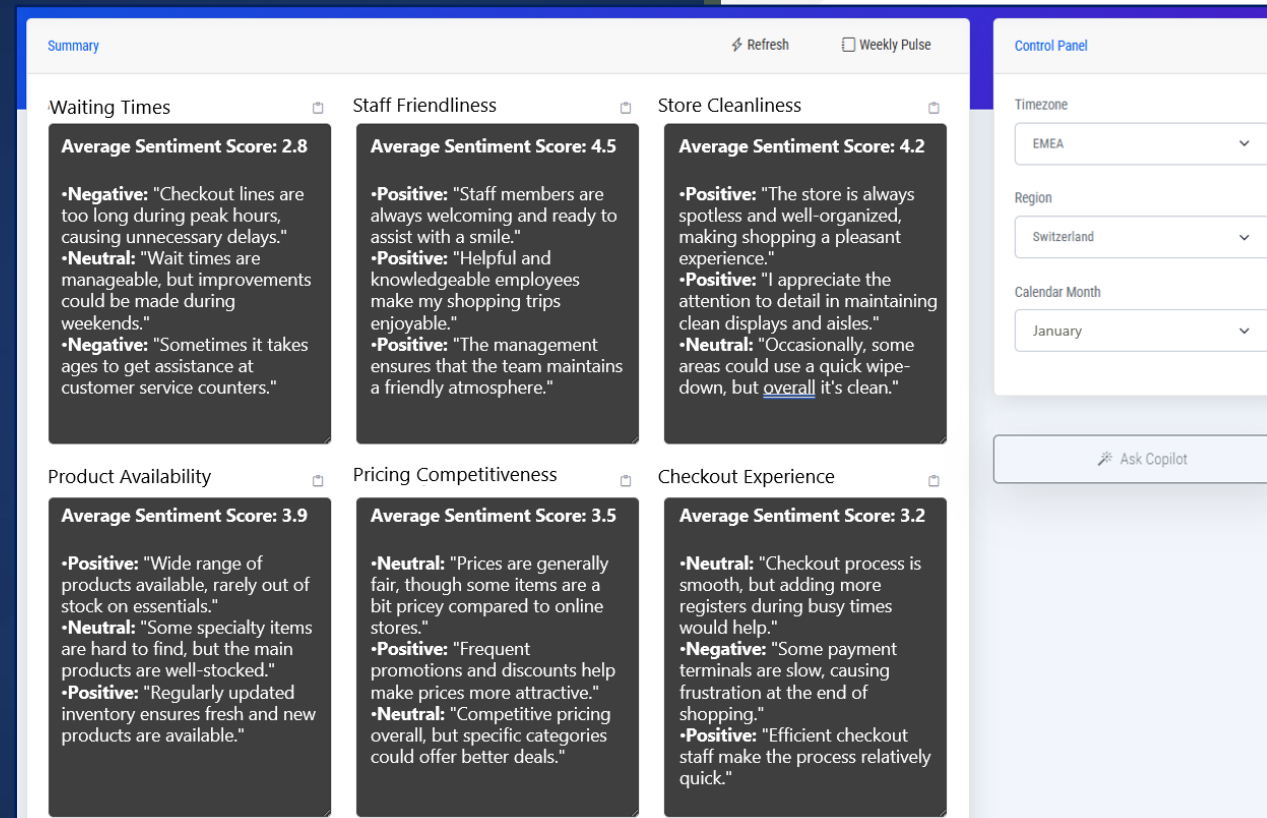 Summary
Refresh
Weekly Pulse
Waiting Times
Average Sentiment Score: 2.8
•Negative: "Checkout lines are
too long during peak hours,
causing unnecessary delays."
•Neutral: "Wait times are
manageable, but improvements
could be made during
weekends."
•Negative: "Sometimes it takes
ages to get assistance at
customer service counters."
Staff Friendliness
Average Sentiment Score: 4.5
•Positive: "Staff members are
always welcoming and ready to
assist with a smile."
•Positive: "Helpful and
knowledgeable employees
make my shopping trips
enjoyable."
•Positive: "The management
ensures that the team maintains
a friendly atmosphere."
Store Cleanliness
Average Sentiment Score: 4.2
•Positive: "The store is always
spotless and well-organized,
making shopping a pleasant
experience."
•Positive: "I appreciate the
attention to detail in maintaining
clean displays and aisles."
•Neutral: "Occasionally, some
areas could use a quick wipe-
down, but overall it's clean."
Product Availability
Average Sentiment Score: 3.9
•Positive: "Wide range of
products available, rarely out of
stock on essentials."
•Neutral: "Some specialty items
are hard to find, but the main
products are well-stocked."
•Positive: "Regularly updated
inventory ensures fresh and new
products are available."
Pricing Competitiveness
Average Sentiment Score: 3.5
•Neutral: "Prices are generally
fair, though some items are a
bit pricey compared to online
stores."
•Positive: "Frequent
promotions and discounts help
make prices more attractive."
•Neutral: "Competitive pricing
overall, but specific categories
could offer better deals."
Checkout Experience
Average Sentiment Score: 3.2
•Neutral: "Checkout process is
smooth, but adding more
registers during busy times
would help."
•Negative: "Some payment
terminals are slow, causing
frustration at the end of
shopping."
•Positive: "Efficient checkout
staff make the process relatively
quick."
Control Panel
Timezone
EMEA
Region
Switzerland
Calendar Month
January
Ask Copilot